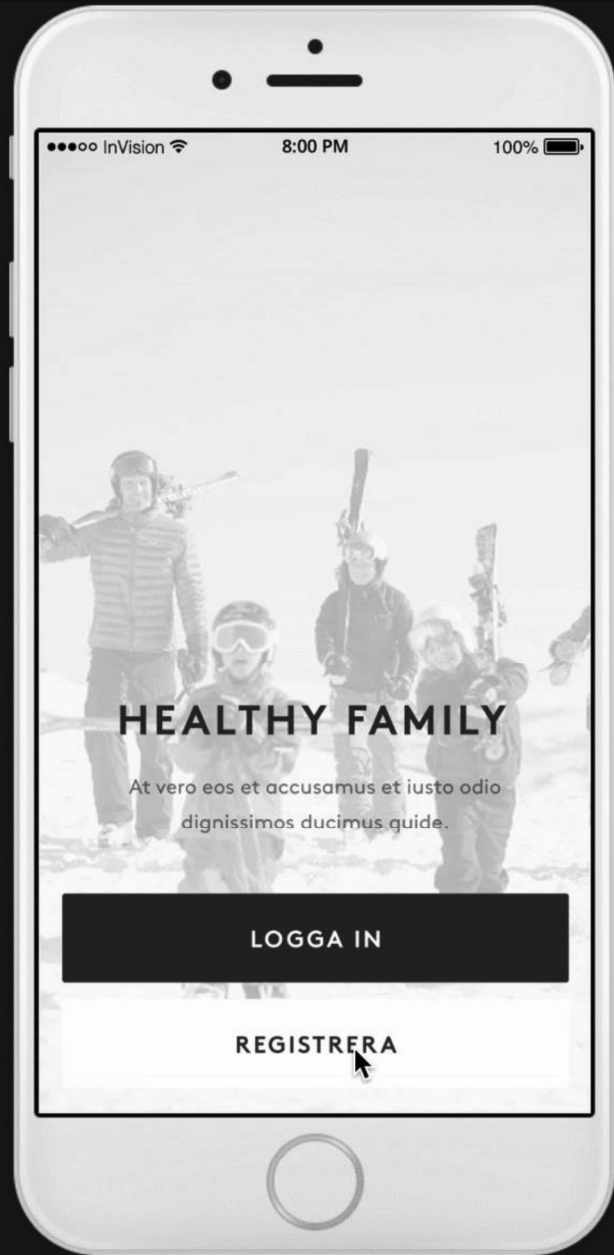 InVision
8:00 PM
100%
HEALTHY FAMILY
At vero eos et accusamus et iusto odio
dignissimos ducimus quide.
LOGGA IN
REGISTRERA